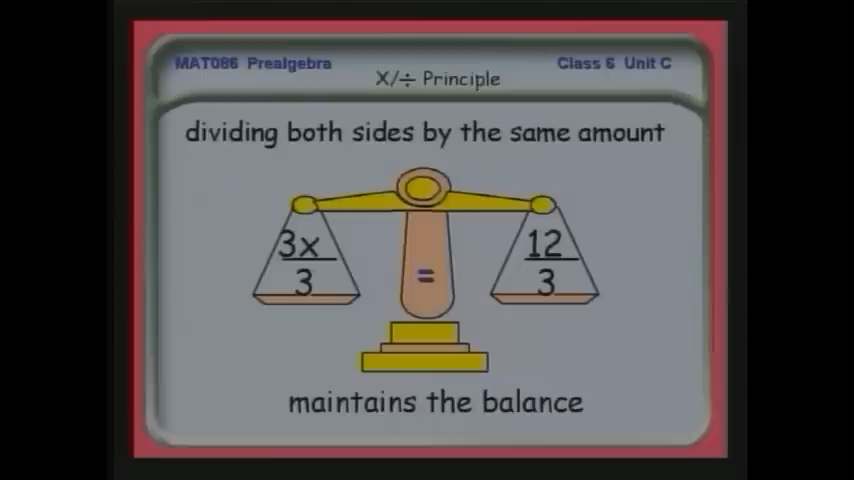 MAT086 Prealgebra
Class 6 Unit C
X/÷ Principle
dividing both sides by the same amount
3x
3
=
12
3
maintains the balance